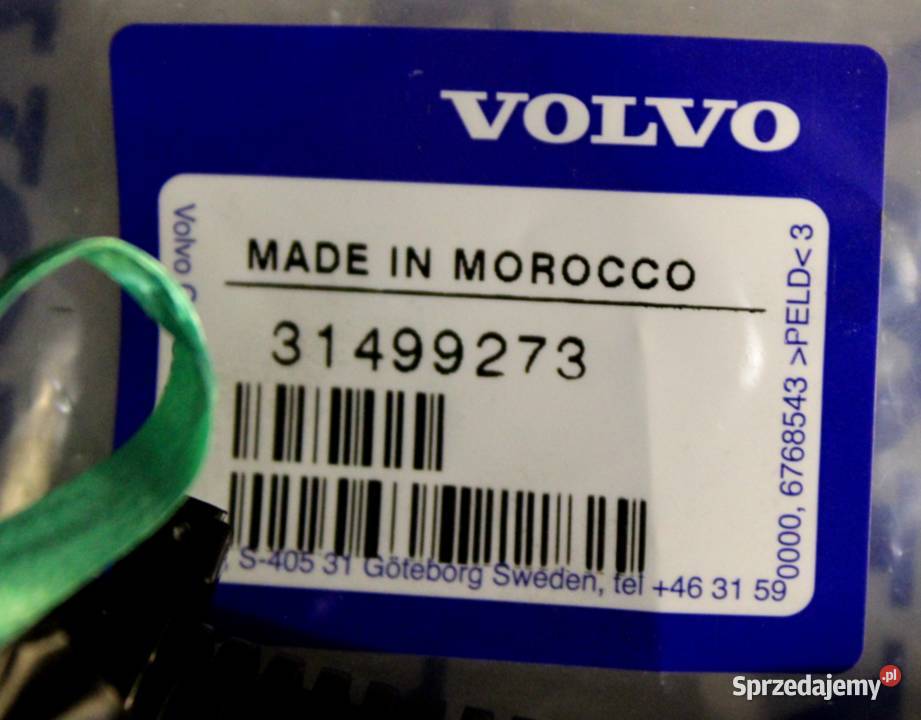 VOLVO
Volvo
MADE IN MOROCCO
31499273
S-405 31 Göteborg Sweden, tel +46 31 59
0000, 6768543 >PELD< 3
Sprzedajemy.pl